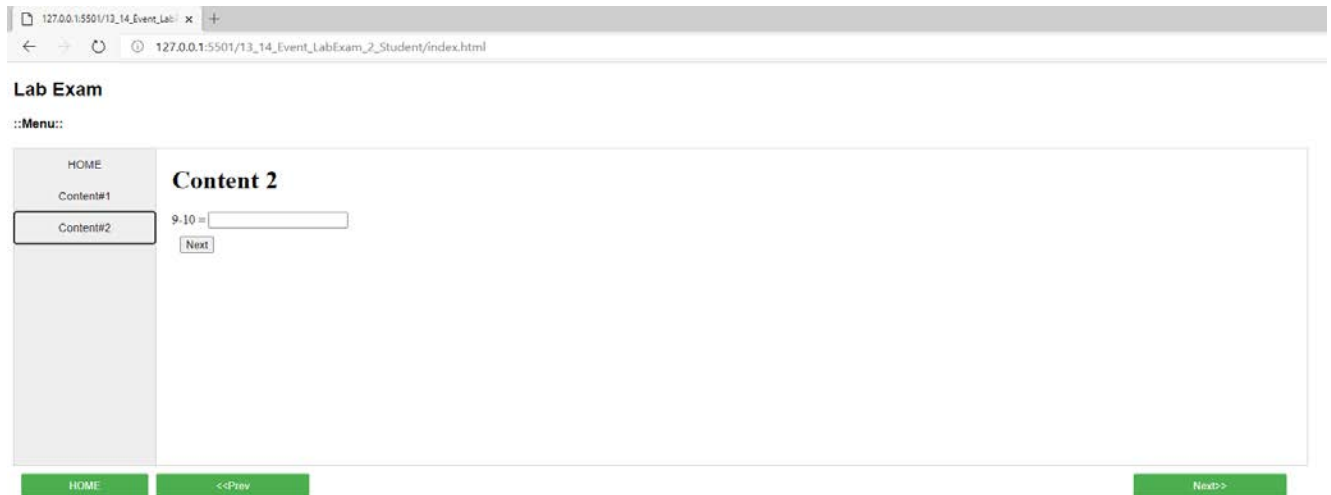 127.0.0.1:5501/13_14_Event_Lab
127.0.0.1:5501/13_14_Event_LabExam_2_Student/index.html
Lab Exam
::Menu::
HOME
Content#1
Content#2
Content 2
9-10 =
Next
HOME
<<Prev
Next>>